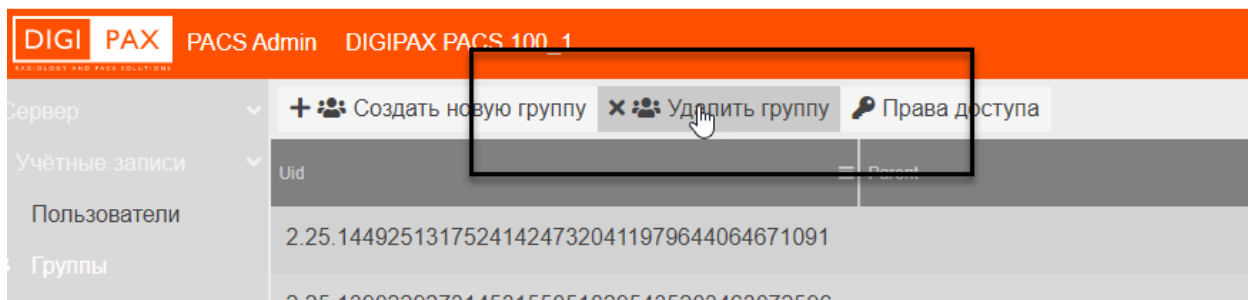 DIGI PAX
RADIOLOGY AND PACS SOLUTIONS
PACS Admin DIGIPAX PACS 100_1
Сервер
Создать новую группу Удалить группу Права доступа
Учётные записи
Uid Parent
Пользователи
2.25.144925131752414247320411979644064671091
Группы